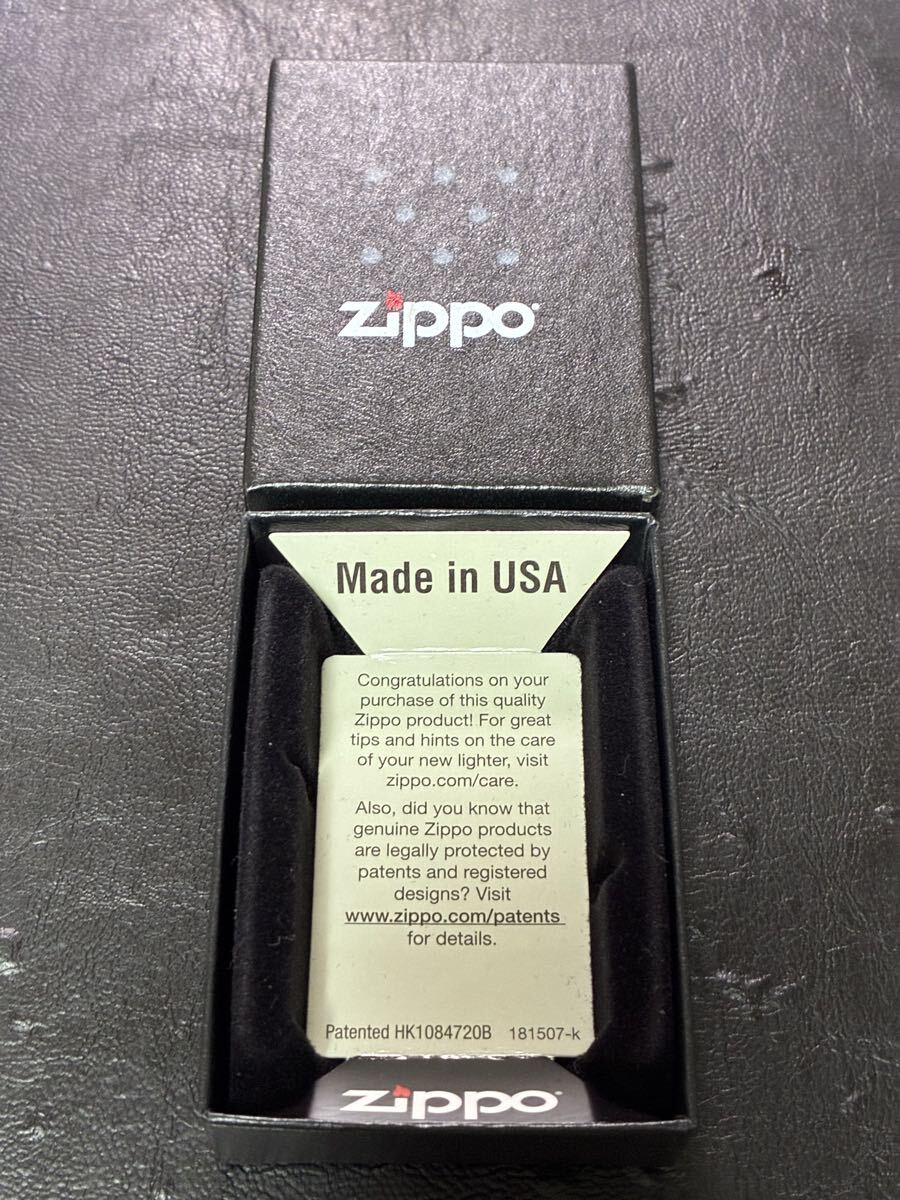 zippo
Made in USA
Congratulations on your
purchase of this quality
Zippo product! For great
tips and hints on the care
of your new lighter, visit
zippo.com/care.
Also, did you know that
genuine Zippo products
are legally protected by
patents and registered
designs? Visit
www.zippo.com/patents
for details.
Patented HK1084720B 181507-k
zippo